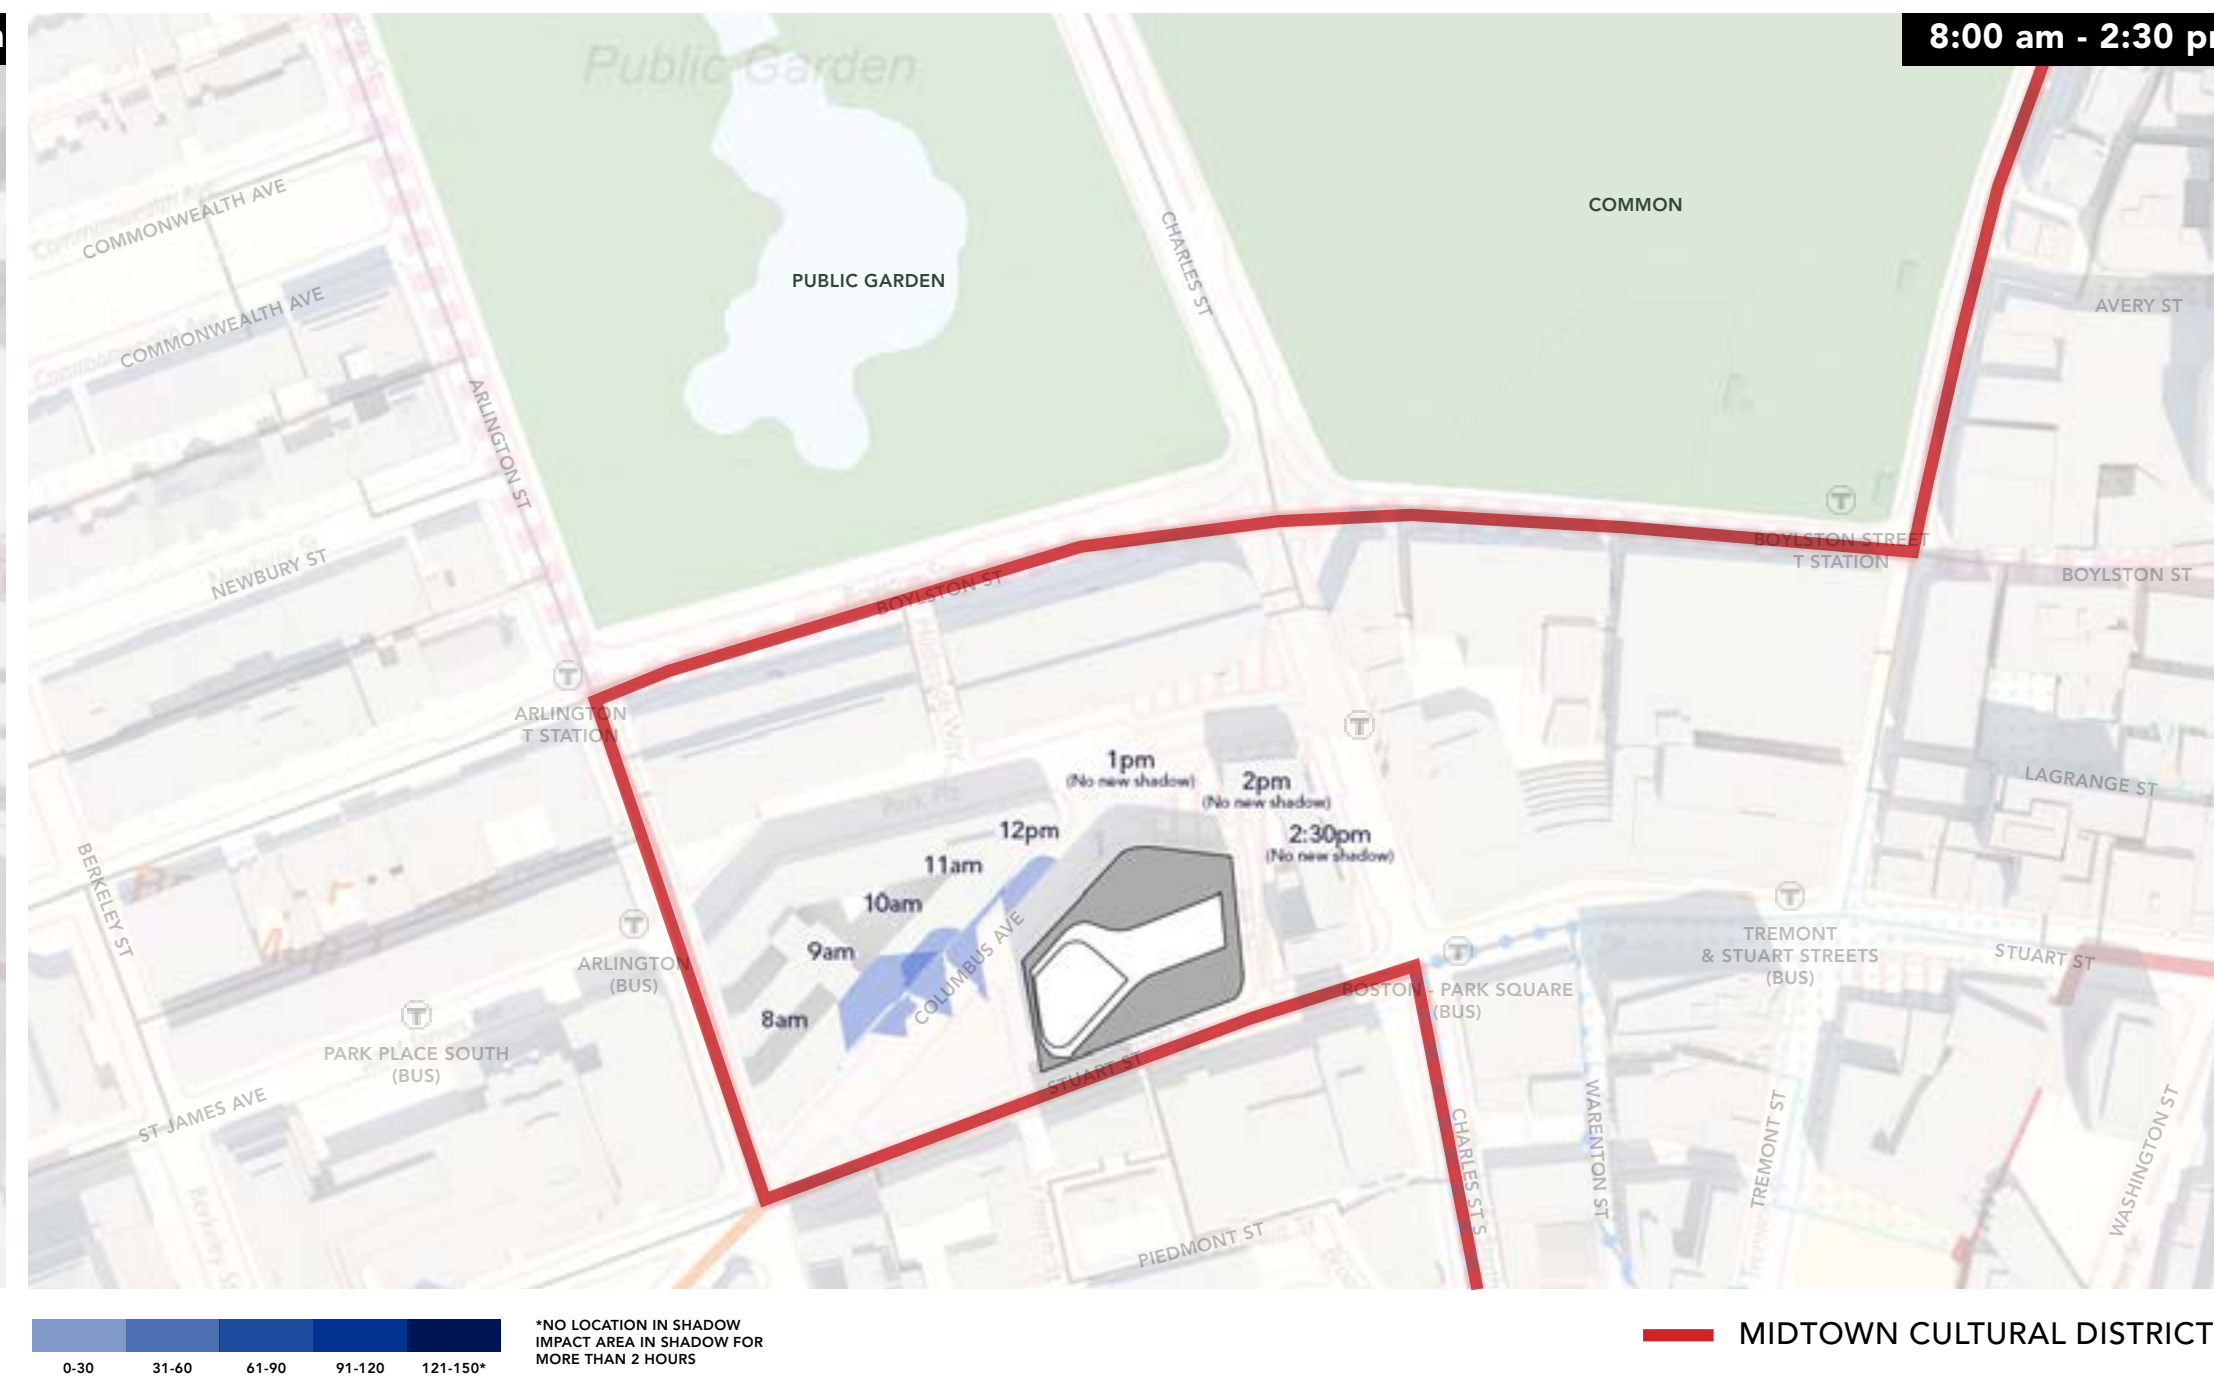 8:00 am - 2:30 p
Public Garden
COMMONWEALTH AVE
COMMON
CHARLES ST
PUBLIC GARDEN
COMMONWEALTH AVE
AVERY ST
ARLINGTON ST
BOYLSTON STREET
T STATION
T
NEWBURY ST
BOYLSTON ST
BOYLSTON ST
T
ARLINGTON
T STATION
T
1pm
(No new shadow)
2pm
(No new shadow)
LAGRANGE ST
Park Plz
12pm
2:30pm
(No new shadow)
11am
BERKELEY ST
10am
T
T
COLUMBUS AVE
9am
TREMONT
& STUART STREETS
(BUS)
T
STUART ST
ARLINGTON
(BUS)
BOSTON - PARK SQUARE
(BUS)
T
8am
PARK PLACE SOUTH
(BUS)
STUART ST
ST JAMES AVE
CHARLES ST S
WARENTON ST
TREMONT ST
WASHINGTON ST
Berkeley St
PIEDMONT ST
0-30
31-60
61-90
91-120
121-150*
*NO LOCATION IN SHADOW
IMPACT AREA IN SHADOW FOR
MORE THAN 2 HOURS
MIDTOWN CULTURAL DISTRICT